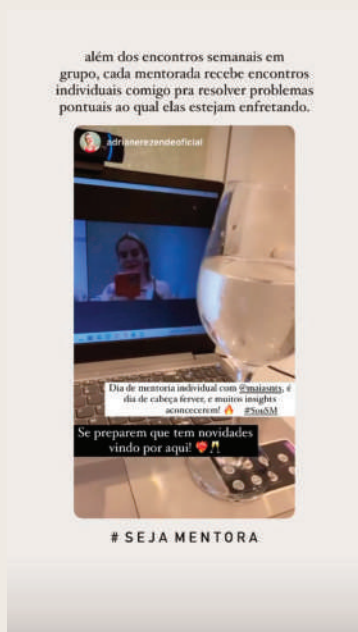 além dos encontros semanais em
grupo, cada mentorada recebe encontros
individuais comigo pra resolver problemas
pontuais ao qual elas estejam enfretando.
adrianerezendeoficial
Dia de mentoria individual com @maiasnts, é
dia de cabeça ferver, e muitos insights
aconcecerem! 🔥 #SouSM
Se preparem que tem novidades
vindo por aqui! ❤️‍🔥🥂
# SEJA MENTORA